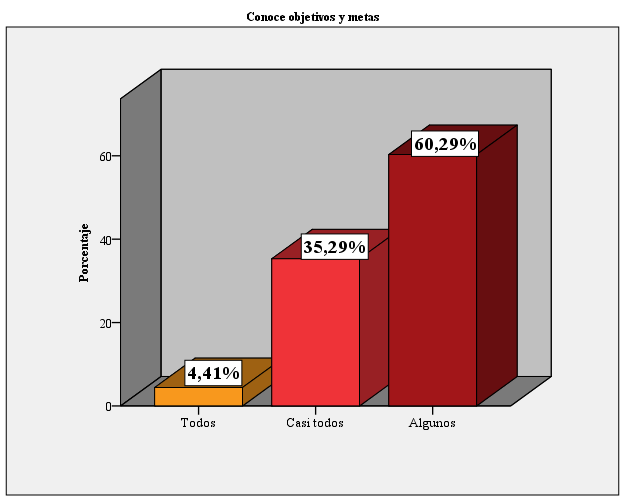 Conoce objetivos y metas
Porcentaje
60
40
20
0
4,41%
35,29%
60,29%
Todos
Casi todos
Algunos